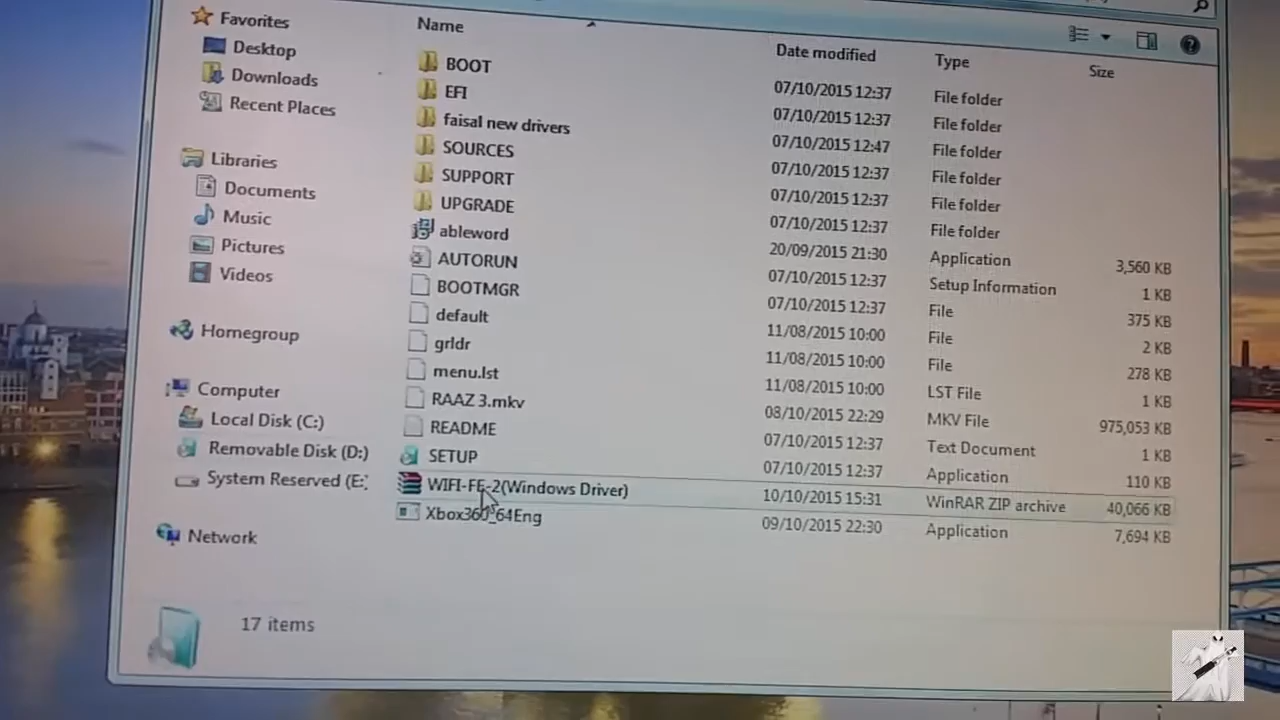 Favorites
Desktop
Downloads
Recent Places
Libraries
Documents
Music
Pictures
Videos
Homegroup
Computer
Local Disk (C:)
Removable Disk (D:)
System Reserved (E:
Network
Name Date modified Type Size
BOOT 07/10/2015 12:37 File folder
EFI 07/10/2015 12:37 File folder
faisal new drivers 07/10/2015 12:47 File folder
SOURCES 07/10/2015 12:37 File folder
SUPPORT 07/10/2015 12:37 File folder
UPGRADE 07/10/2015 12:37 File folder
ableword 20/09/2015 21:30 Application 3,560 KB
AUTORUN 07/10/2015 12:37 Setup Information 1 KB
BOOTMGR 07/10/2015 12:37 File 375 KB
default 11/08/2015 10:00 File 2 KB
grldr 11/08/2015 10:00 File 278 KB
menu.lst 11/08/2015 10:00 LST File 1 KB
RAAZ 3.mkv 08/10/2015 22:29 MKV File 975,053 KB
README 07/10/2015 12:37 Text Document 1 KB
SETUP 07/10/2015 12:37 Application 110 KB
WIFI-FE-2(Windows Driver) 10/10/2015 15:31 WinRAR ZIP archive 40,066 KB
Xbox360_64Eng 09/10/2015 22:30 Application 7,694 KB
17 items